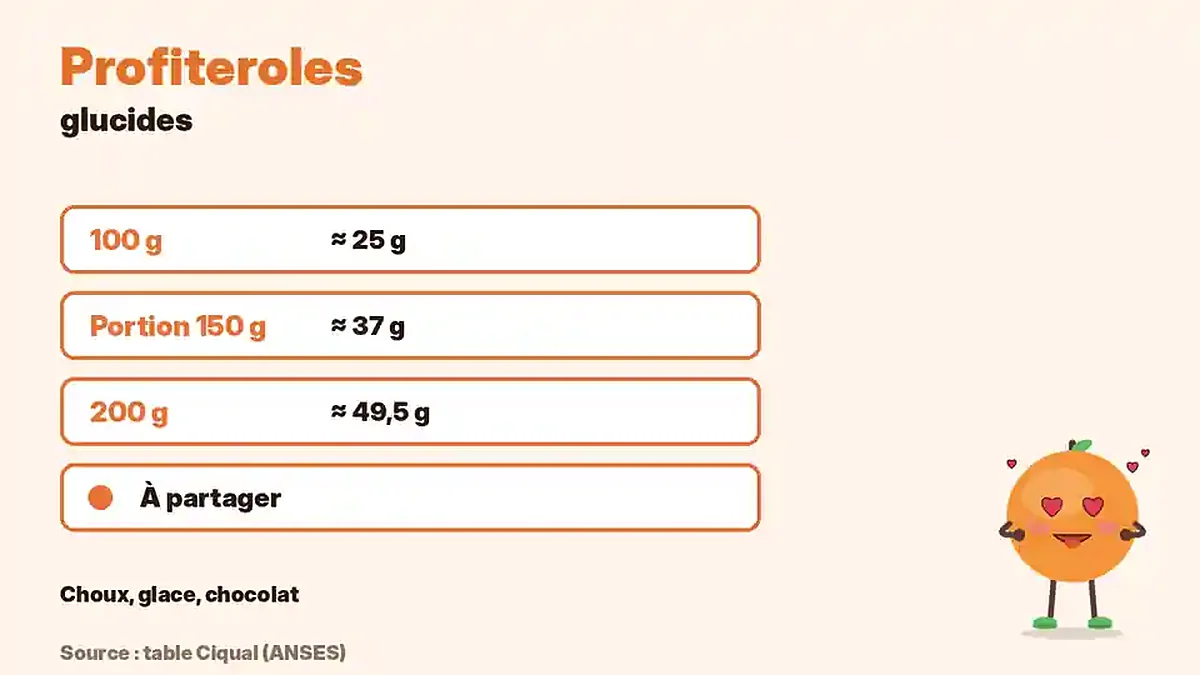 Profiteroles
glucides
100 g ≈ 25 g
Portion 150 g ≈ 37 g
200 g ≈ 49,5 g
À partager
Choux, glace, chocolat
Source : table Ciqual (ANSES)